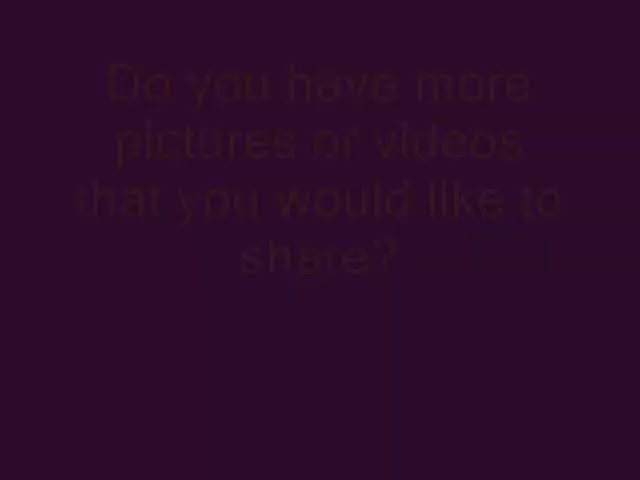 Do you have more
pictures or videos
that you would like to
share?